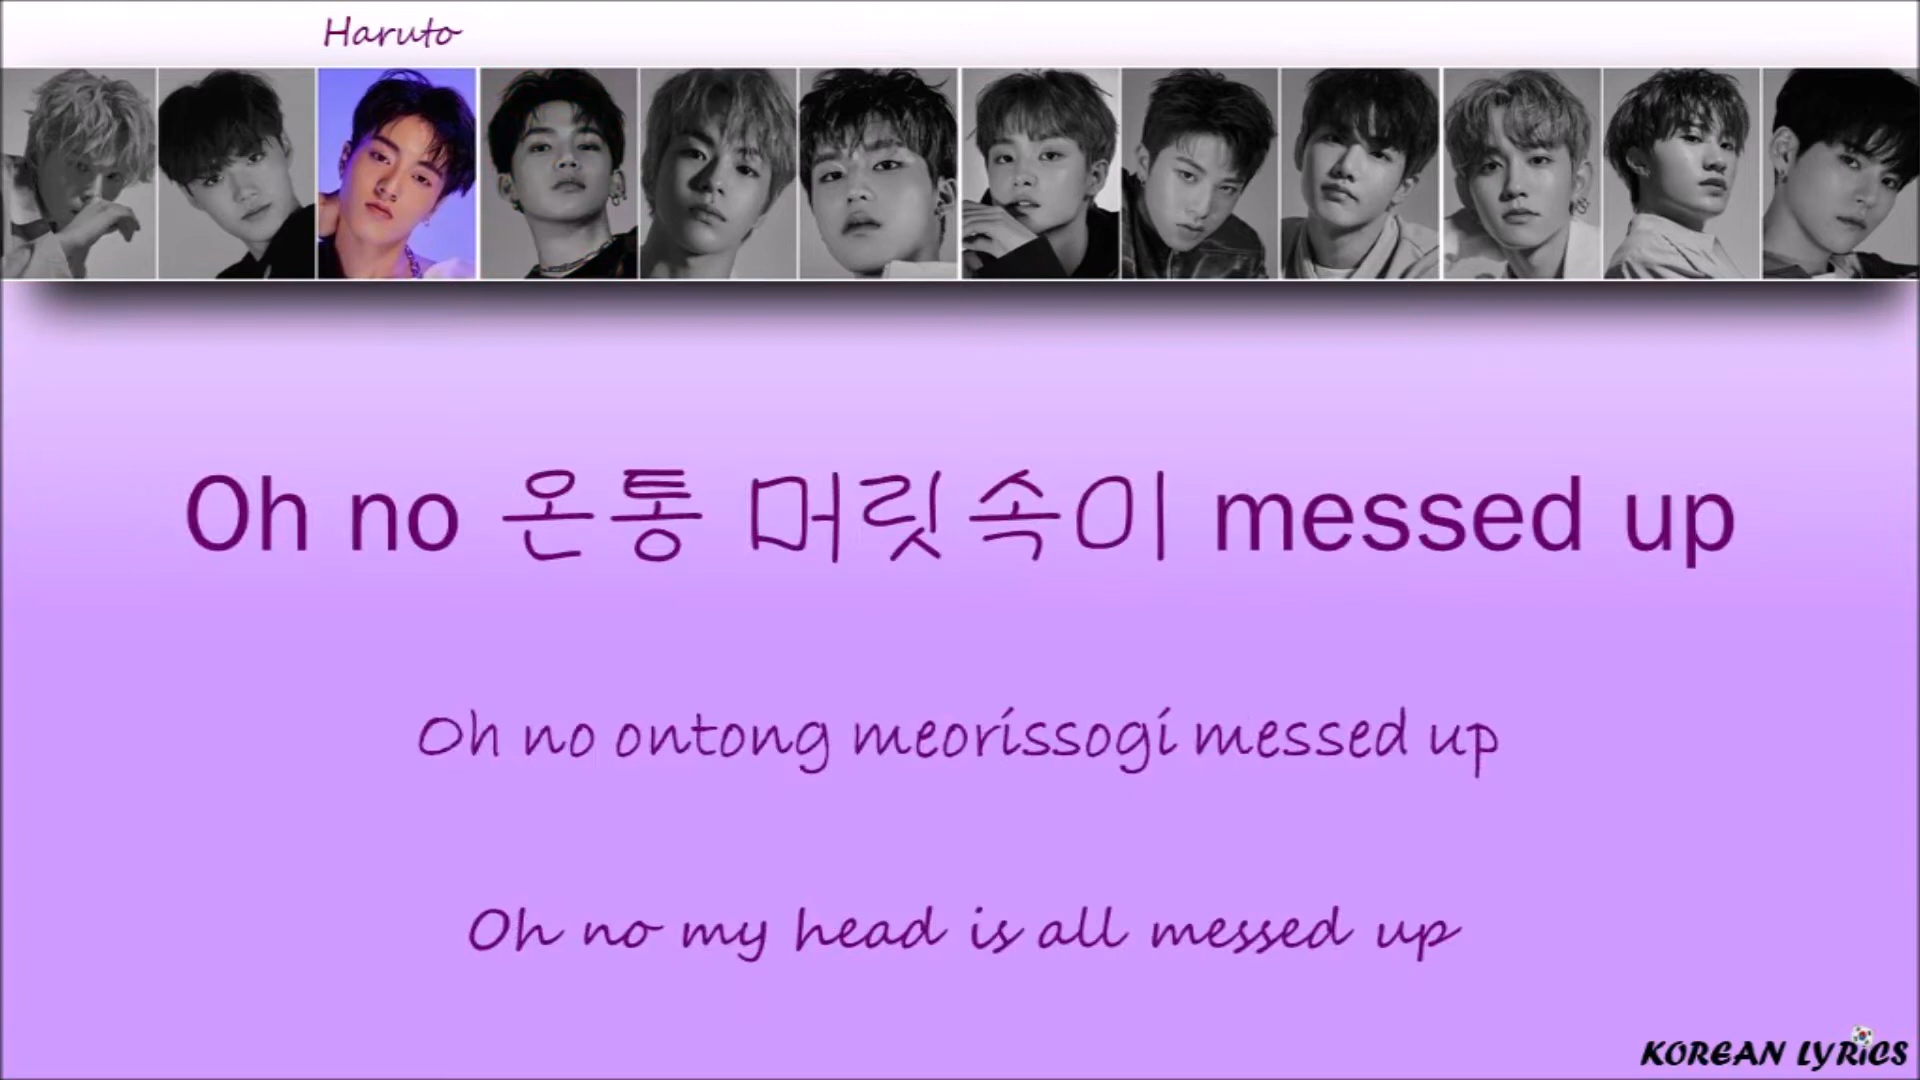 Haruto
Oh no 온통 머릿속이 messed up
Oh no ontong meorissogi messed up
Oh no my head is all messed up
KOREAN LYRICS